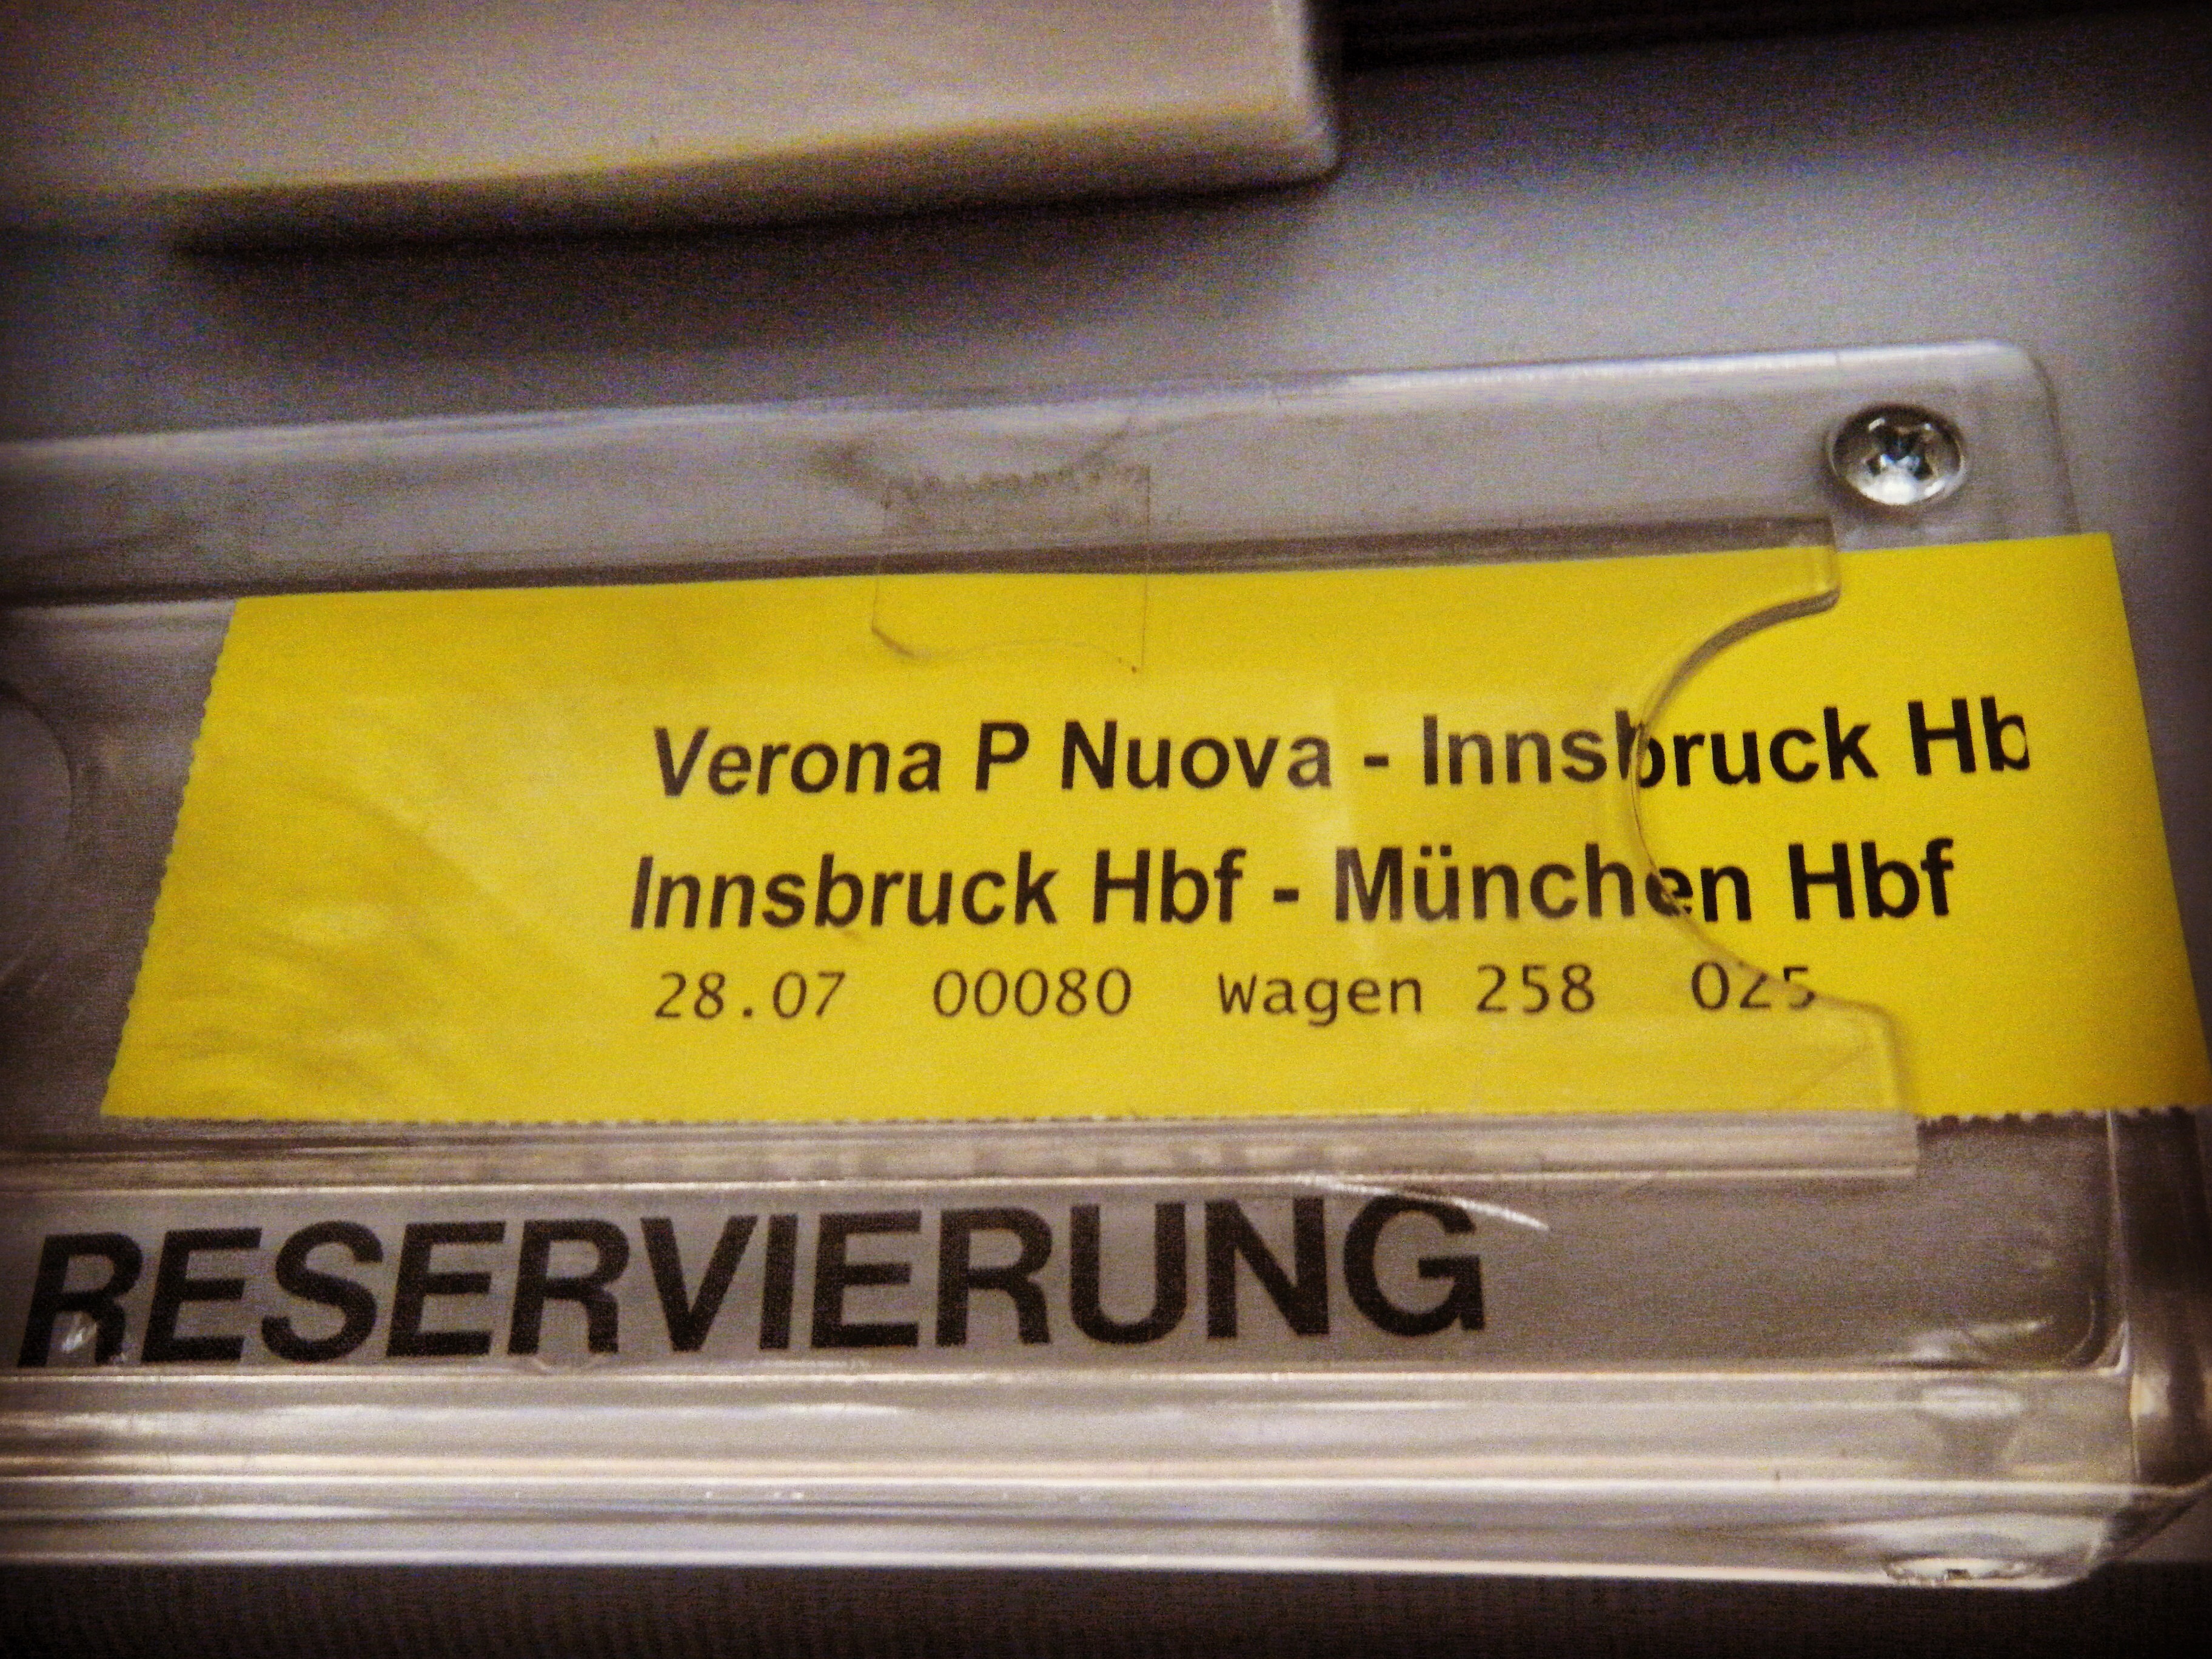 Verona P Nuova - Innsbruck Hb
Innsbruck Hbf - München Hbf
28.07 00080 Wagen 258 025
RESERVIERUNG